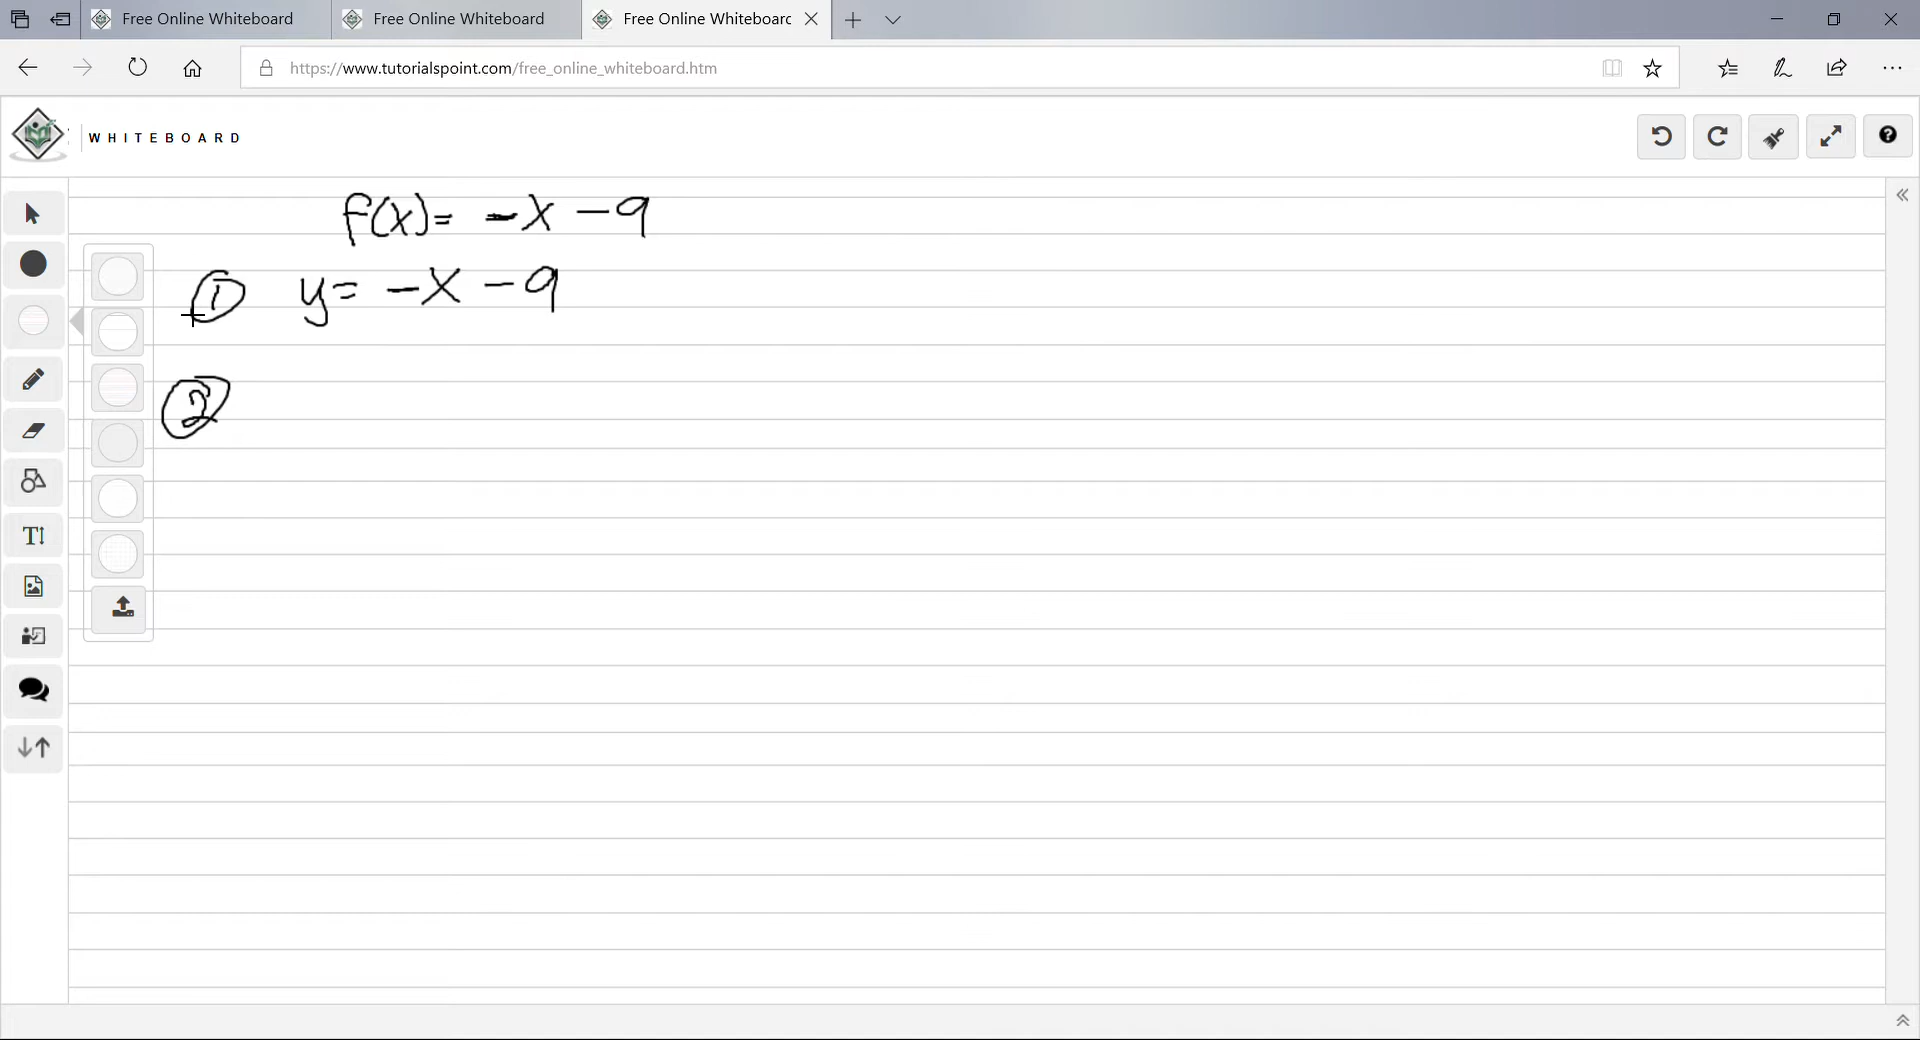 Free Online Whiteboard Free Online Whiteboard Free Online Whiteboarc
https://www.tutorialspoint.com/free_online_whiteboard.htm
WHITEBOARD
f(x)= -x -9
① y= -x -9
②